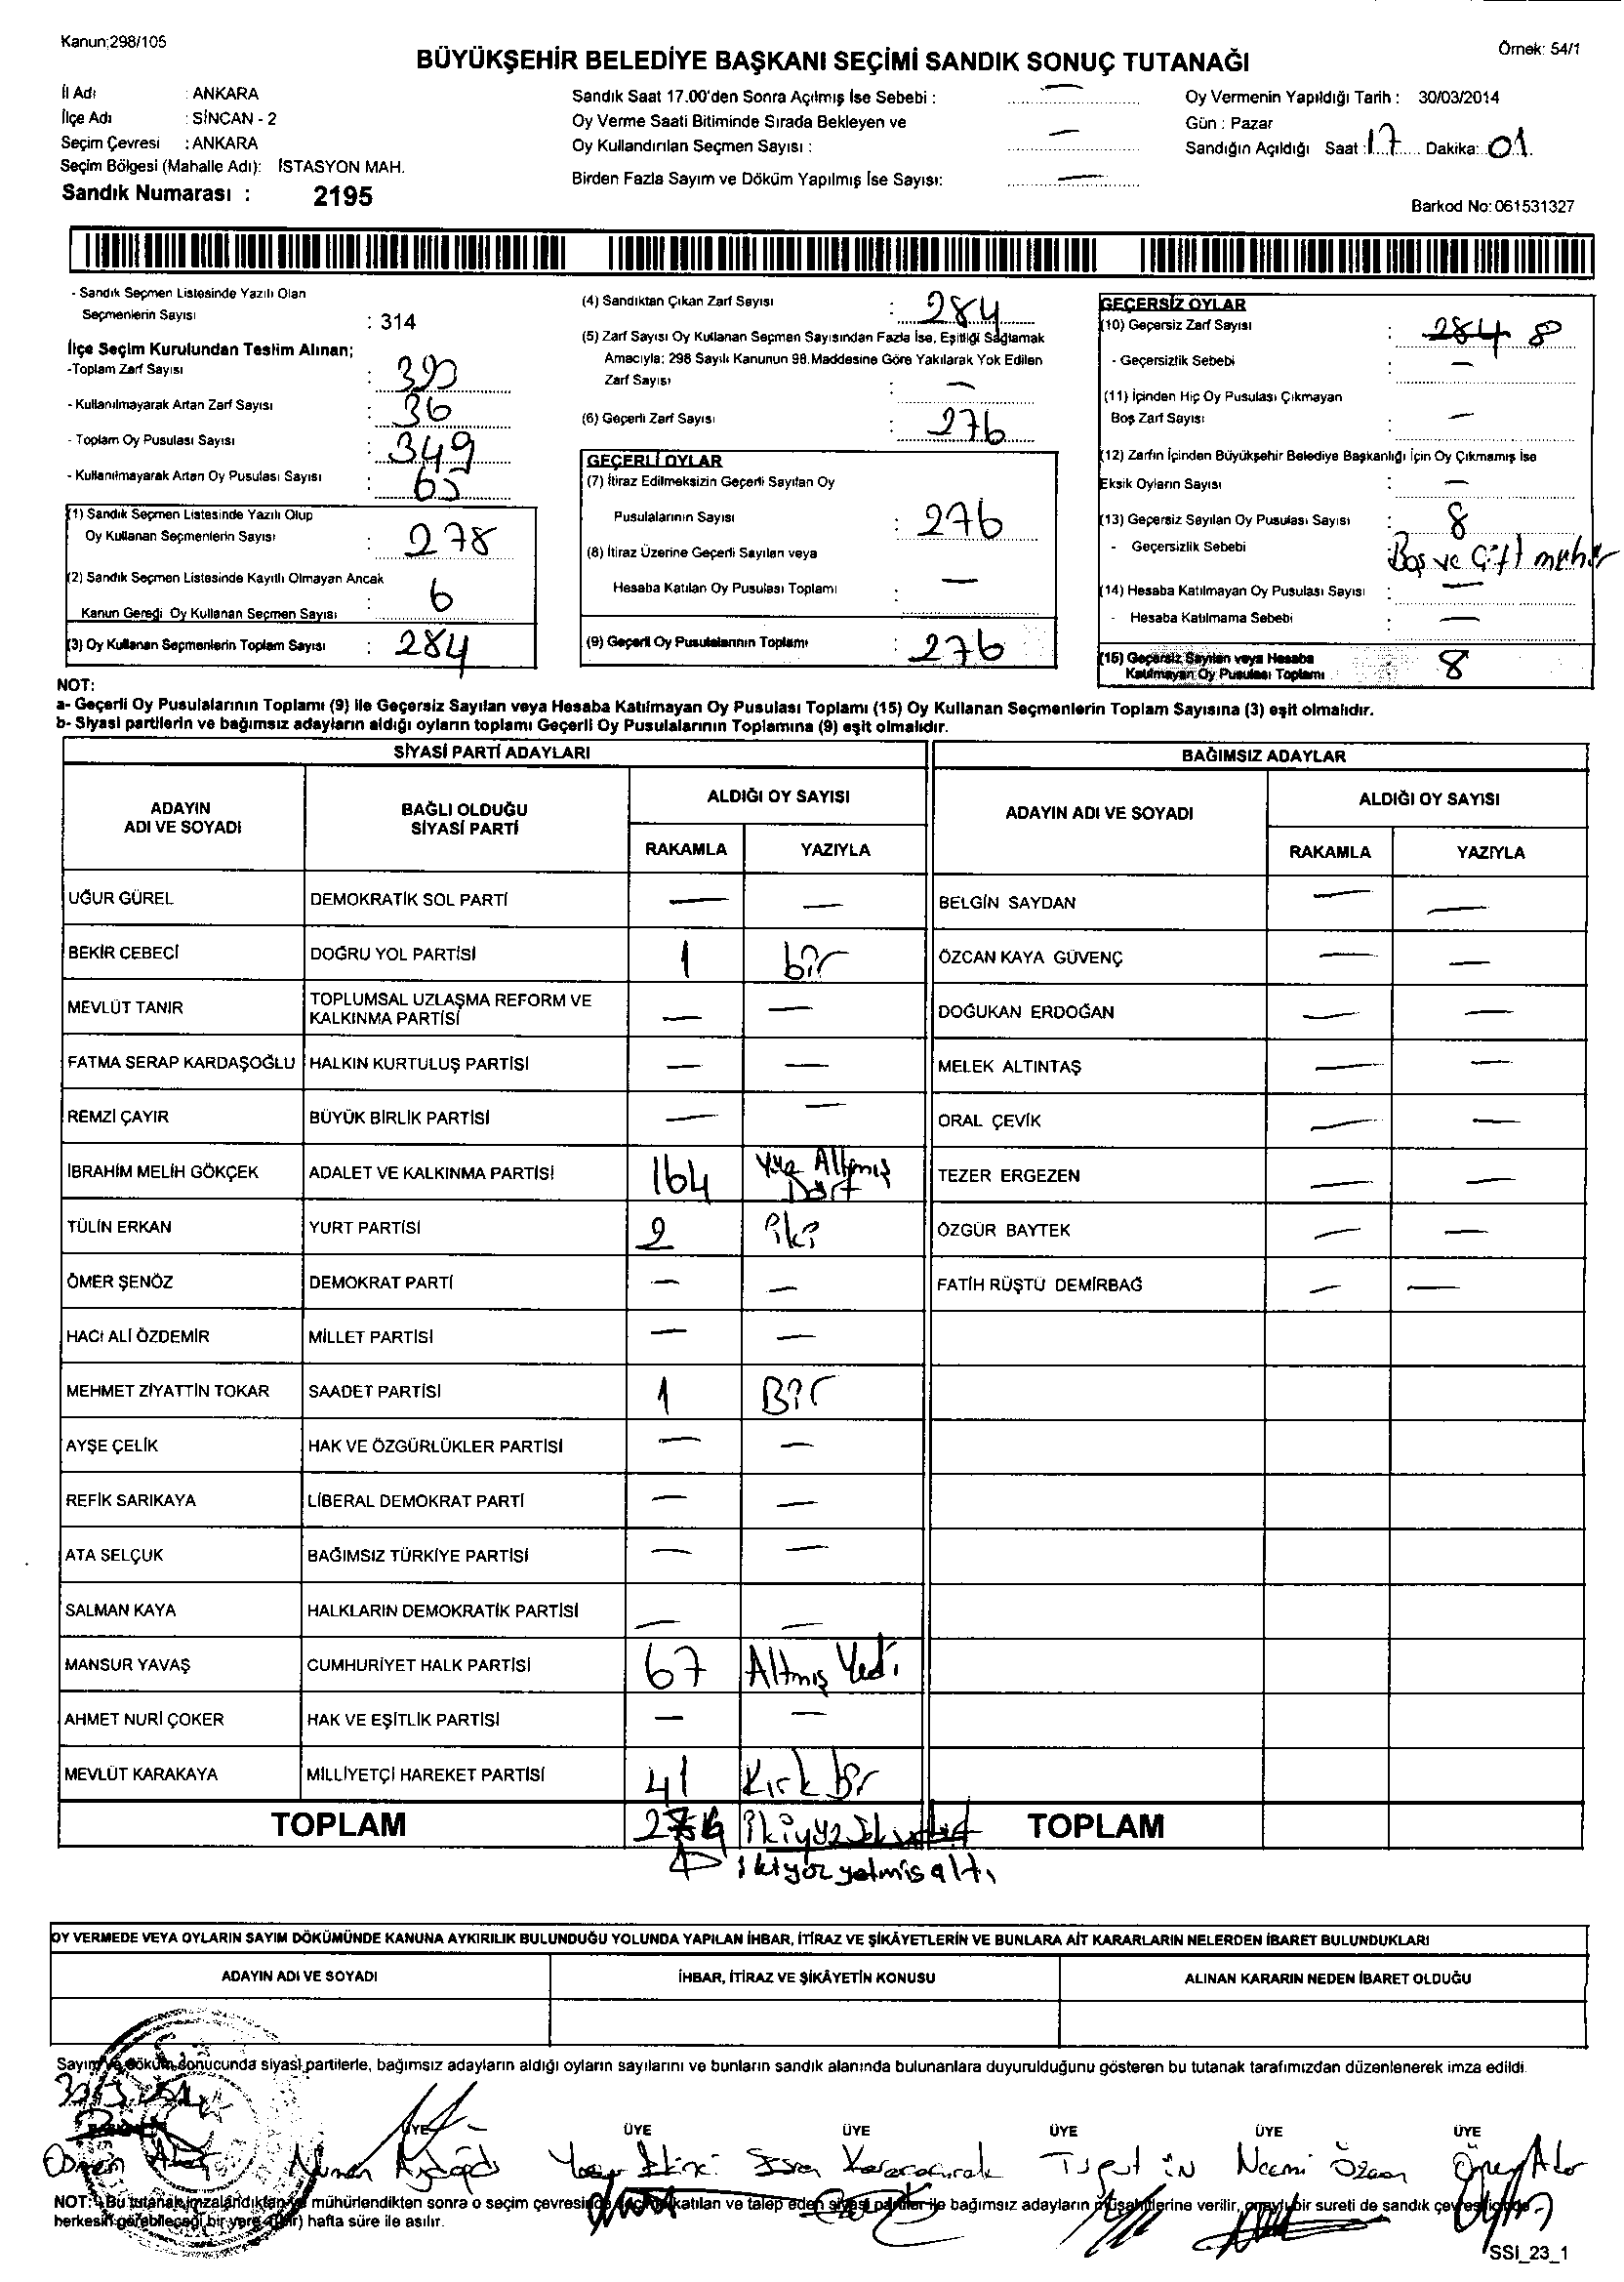 Kanun;298/105
Örnek: 54/1
BÜYÜKŞEHİR BELEDİYE BAŞKANI SEÇİMİ SANDIK SONUÇ TUTANAĞI
İl Adı : ANKARA
İlçe Adı : SİNCAN - 2
Seçim Çevresi : ANKARA
Seçim Bölgesi (Mahalle Adı): İSTASYON MAH.
Sandık Numarası : 2195
Sandık Saat 17.00'den Sonra Açılmış İse Sebebi : —
Oy Verme Saati Bitiminde Sırada Bekleyen ve
Oy Kullandırılan Seçmen Sayısı : —
Birden Fazla Sayım ve Döküm Yapılmış İse Sayısı: —
Oy Vermenin Yapıldığı Tarih : 30/03/2014
Gün : Pazar
Sandığın Açıldığı Saat : 17 Dakika: 01.
Barkod No: 061531327
- Sandık Seçmen Listesinde Yazılı Olan
Seçmenlerin Sayısı : 314
İlçe Seçim Kurulundan Teslim Alınan;
-Toplam Zarf Sayısı :
- Kullanılmayarak Artan Zarf Sayısı : 36
- Toplam Oy Pusulası Sayısı : 349
- Kullanılmayarak Artan Oy Pusulası Sayısı : 65
(1) Sandık Seçmen Listesinde Yazılı Olup
Oy Kullanan Seçmenlerin Sayısı : 278
(2) Sandık Seçmen Listesinde Kayıtlı Olmayan Ancak
Kanun Gereği Oy Kullanan Seçmen Sayısı : 6
(3) Oy Kullanan Seçmenlerin Toplam Sayısı : 284
(4) Sandıktan Çıkan Zarf Sayısı : 284
(5) Zarf Sayısı Oy Kullanan Seçmen Sayısından Fazla İse, Eşitliği Sağlamak
Amacıyla; 298 Sayılı Kanunun 98.Maddesine Göre Yakılarak Yok Edilen
Zarf Sayısı : —
(6) Geçerli Zarf Sayısı : 276
GEÇERLİ OYLAR
(7) İtiraz Edilmeksizin Geçerli Sayılan Oy
Pusulalarının Sayısı : 276
(8) İtiraz Üzerine Geçerli Sayılan veya
Hesaba Katılan Oy Pusulası Toplamı : —
(9) Geçerli Oy Pusulalarının Toplamı : 276
GEÇERSİZ OYLAR
(10) Geçersiz Zarf Sayısı : 284 8
- Geçersizlik Sebebi : —
(11) İçinden Hiç Oy Pusulası Çıkmayan
Boş Zarf Sayısı : —
(12) Zarfın İçinden Büyükşehir Belediye Başkanlığı İçin Oy Çıkmamış İse
Eksik Oyların Sayısı : —
(13) Geçersiz Sayılan Oy Pusulası Sayısı : 8
- Geçersizlik Sebebi : Boş ve Çift mühür
(14) Hesaba Katılmayan Oy Pusulası Sayısı : —
- Hesaba Katılmama Sebebi : —
(15) Geçersiz Sayılan veya Hesaba
Katılmayan Oy Pusulası Toplamı : 8
NOT:
a- Geçerli Oy Pusulalarının Toplamı (9) ile Geçersiz Sayılan veya Hesaba Katılmayan Oy Pusulası Toplamı (15) Oy Kullanan Seçmenlerin Toplam Sayısına (3) eşit olmalıdır.
b- Siyasi partilerin ve bağımsız adayların aldığı oyların toplamı Geçerli Oy Pusulalarının Toplamına (9) eşit olmalıdır.
SİYASİ PARTİ ADAYLARI BAĞIMSIZ ADAYLAR
ADAYIN ADI VE SOYADI BAĞLI OLDUĞU SİYASİ PARTİ ALDIĞI OY SAYISI ADAYIN ADI VE SOYADI ALDIĞI OY SAYISI
RAKAMLA YAZIYLA RAKAMLA YAZIYLA
UĞUR GÜREL DEMOKRATİK SOL PARTİ — — BELGİN SAYDAN — —
BEKİR CEBECİ DOĞRU YOL PARTİSİ 1 bir ÖZCAN KAYA GÜVENÇ — —
MEVLÜT TANIR TOPLUMSAL UZLAŞMA REFORM VE KALKINMA PARTİSİ — — DOĞUKAN ERDOĞAN — —
FATMA SERAP KARDAŞOĞLU HALKIN KURTULUŞ PARTİSİ — — MELEK ALTINTAŞ — —
REMZİ ÇAYIR BÜYÜK BİRLİK PARTİSİ — — ORAL ÇEVİK — —
İBRAHİM MELİH GÖKÇEK ADALET VE KALKINMA PARTİSİ 164 Yüz Altmış Dört TEZER ERGEZEN — —
TÜLİN ERKAN YURT PARTİSİ 2 iki ÖZGÜR BAYTEK — —
ÖMER ŞENÖZ DEMOKRAT PARTİ — — FATİH RÜŞTÜ DEMİRBAĞ — —
HACI ALİ ÖZDEMİR MİLLET PARTİSİ — —
MEHMET ZİYATTİN TOKAR SAADET PARTİSİ 1 Bir
AYŞE ÇELİK HAK VE ÖZGÜRLÜKLER PARTİSİ — —
REFİK SARIKAYA LİBERAL DEMOKRAT PARTİ — —
ATA SELÇUK BAĞIMSIZ TÜRKİYE PARTİSİ — —
SALMAN KAYA HALKLARIN DEMOKRATİK PARTİSİ — —
MANSUR YAVAŞ CUMHURİYET HALK PARTİSİ 67 Altmış Yedi
AHMET NURİ ÇOKER HAK VE EŞİTLİK PARTİSİ — —
MEVLÜT KARAKAYA MİLLİYETÇİ HAREKET PARTİSİ 41 Kırk bir
TOPLAM ikiyüz TOPLAM
ikiyüz yetmis altı
OY VERMEDE VEYA OYLARIN SAYIM DÖKÜMÜNDE KANUNA AYKIRILIK BULUNDUĞU YOLUNDA YAPILAN İHBAR, İTİRAZ VE ŞİKÂYETLERİN VE BUNLARA AİT KARARLARIN NELERDEN İBARET BULUNDUKLARI
ADAYIN ADI VE SOYADI İHBAR, İTİRAZ VE ŞİKÂYETİN KONUSU ALINAN KARARIN NEDEN İBARET OLDUĞU
Sayım ve döküm sonucunda siyasi partilerle, bağımsız adayların aldığı oyların sayılarını ve bunların sandık alanında bulunanlara duyurulduğunu gösteren bu tutanak tarafımızdan düzenlenerek imza edildi.
ÜYE ÜYE ÜYE ÜYE ÜYE ÜYE
Turgut Necmi Özcan
NOT: Bu tutanak imzalandıktan ve mühürlendikten sonra o seçim çevresinde seçime katılan ve talep eden siyasi partiler ile bağımsız adayların müşahitlerine verilir, onaylı bir sureti de sandık çevresi içinde
herkesin görebileceği bir yere (bir) hafta süre ile asılır.
SSI_23_1